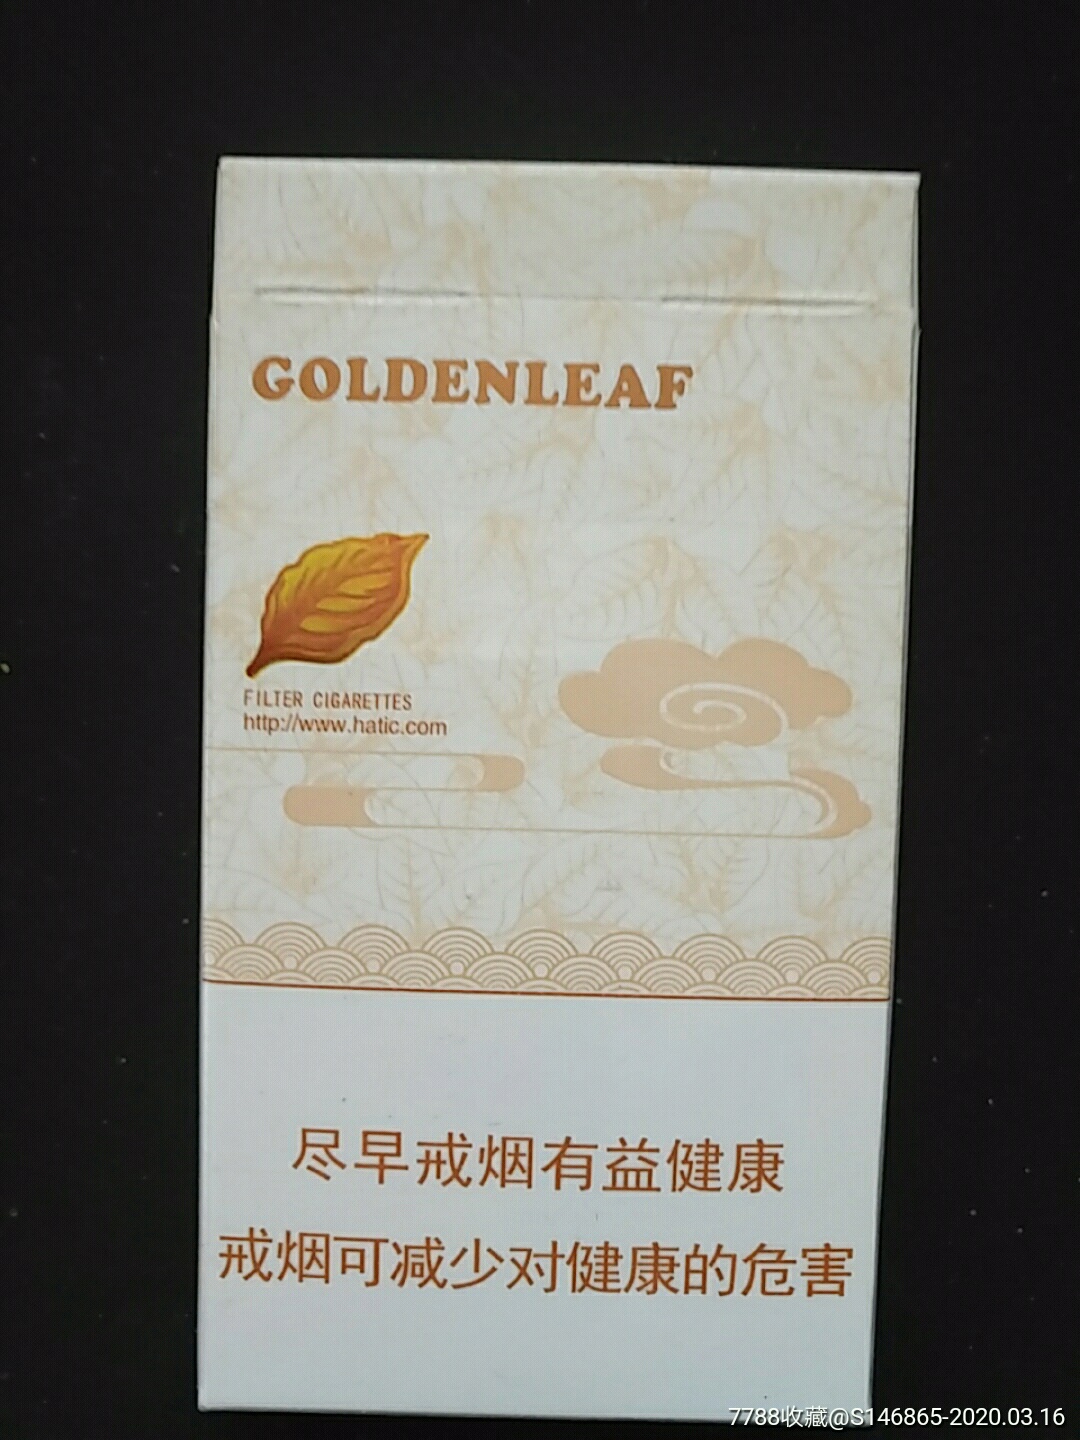 GOLDENLEAF
FILTER CIGARETTES
http://www.hatic.com
尽早戒烟有益健康
戒烟可减少对健康的危害
7788收藏@S146865-2020.03.16